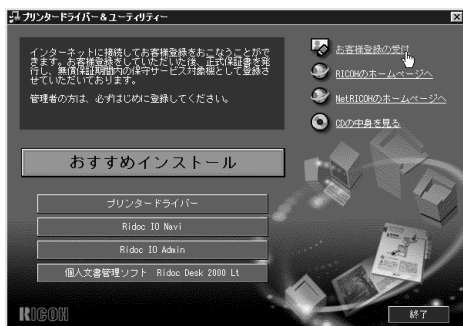 プリンタードライバー＆ユーティリティー
インターネットに接続してお客様登録をおこなうことがで
きます。お客様登録をしていただいた後、正式保証書を発
行し、無償保証期間内の保守サービス対象機として登録さ
せていただいております。
管理者の方は、必ずはじめに登録してください。
お客様登録の受付
RICOHのホームページへ
NetRICOHのホームページへ
CDの中身を見る
おすすめインストール
プリンタードライバー
Ridoc IO Navi
Ridoc IO Admin
個人文書管理ソフト Ridoc Desk 2000 Lt
RICOH
終了